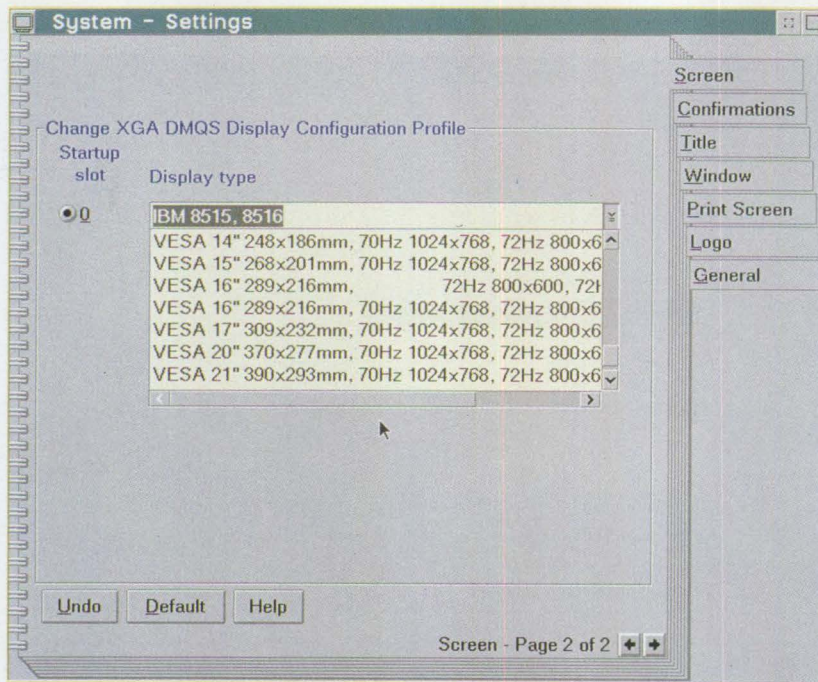 System - Settings
Screen
Confirmations
Title
Window
Print Screen
Logo
General
Change XGA DMQS Display Configuration Profile
Startup
slot
Display type
0
IBM 8515, 8516
VESA 14" 248x186mm, 70Hz 1024x768, 72Hz 800x6
VESA 15" 268x201mm, 70Hz 1024x768, 72Hz 800x6
VESA 16" 289x216mm, 72Hz 800x600, 72H
VESA 16" 289x216mm, 70Hz 1024x768, 72Hz 800x6
VESA 17" 309x232mm, 70Hz 1024x768, 72Hz 800x6
VESA 20" 370x277mm, 70Hz 1024x768, 72Hz 800x6
VESA 21" 390x293mm, 70Hz 1024x768, 72Hz 800x6
Undo
Default
Help
Screen - Page 2 of 2